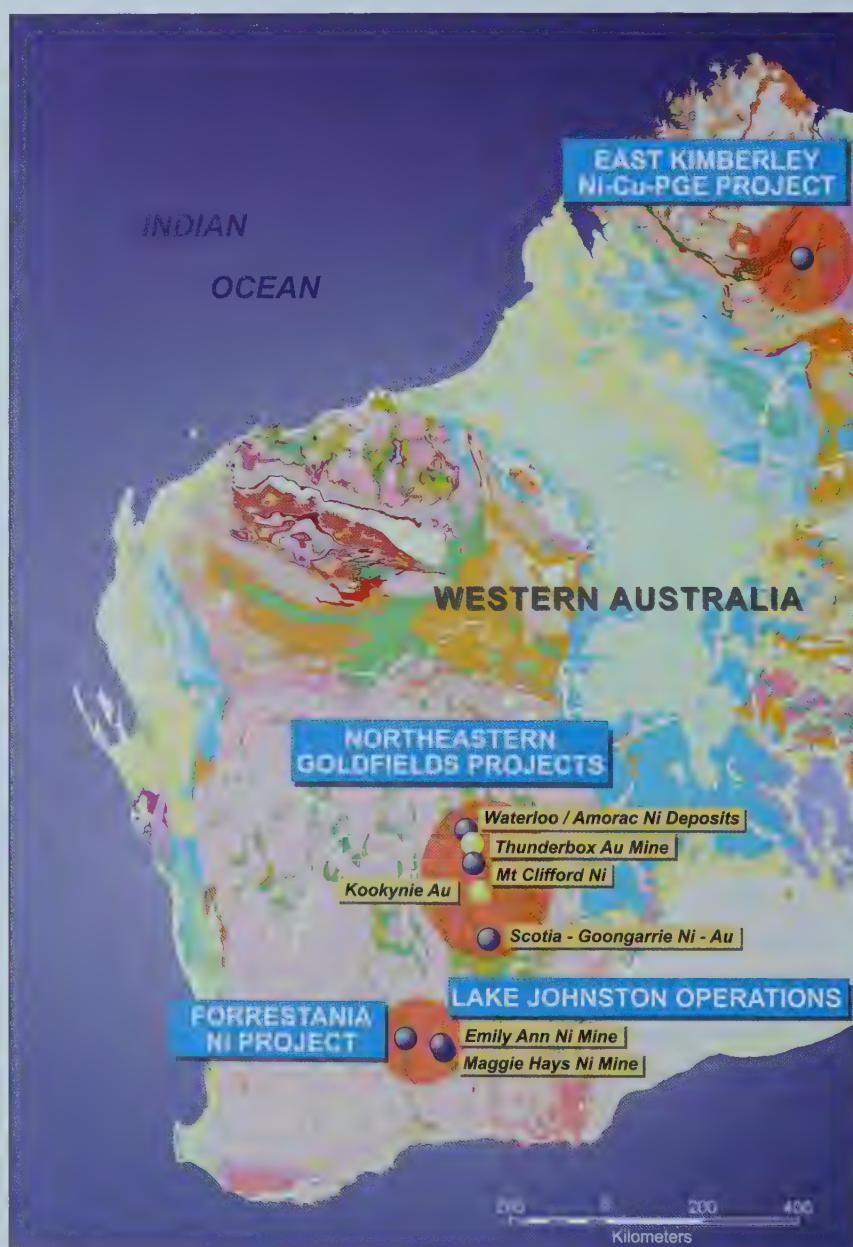 EAST KIMBERLEY
Ni-Cu-PGE PROJECT
INDIAN
OCEAN
WESTERN AUSTRALIA
NORTHEASTERN
GOLDFIELDS PROJECTS
Waterloo / Amorac Ni Deposits
Thunderbox Au Mine
Mt Clifford Ni
Kookynie Au
Scotia - Goongarrie Ni - Au
LAKE JOHNSTON OPERATIONS
FORRESTANIA
NI PROJECT
Emily Ann Ni Mine
Maggie Hays Ni Mine
0 200 400
Kilometers